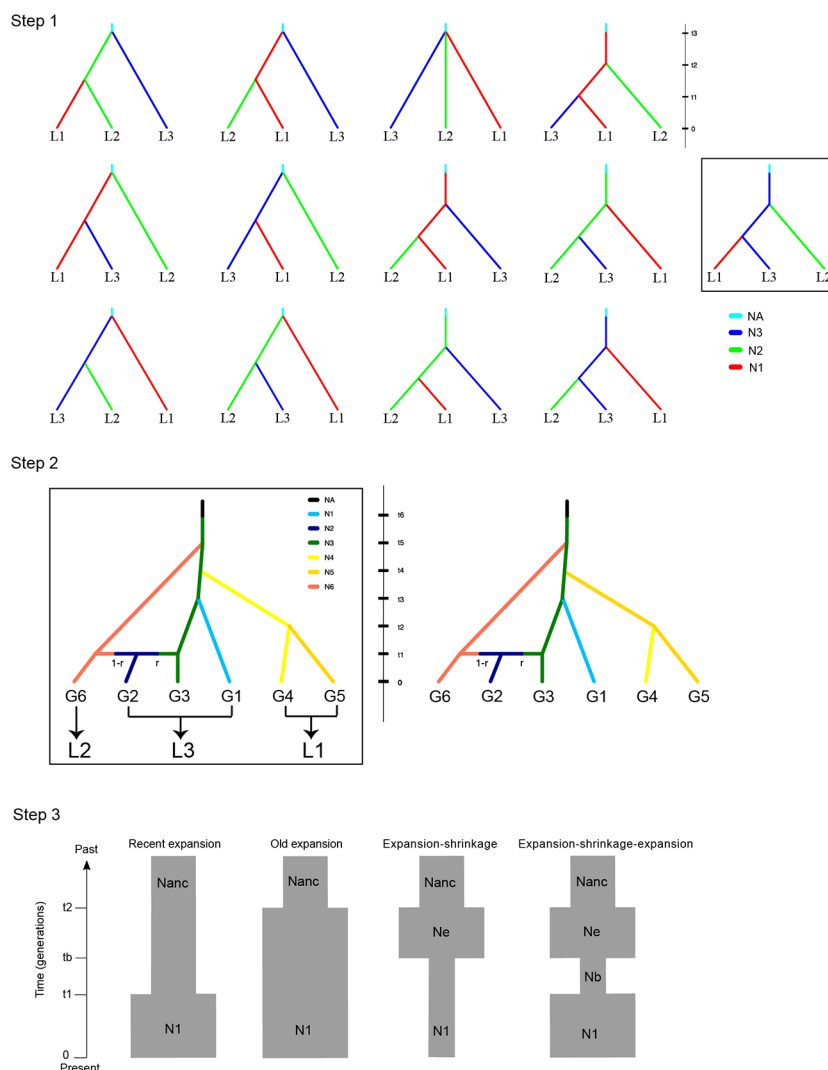 Step 1
t3
t2
t1
0
L1 L2 L3
L2 L1 L3
L3 L2 L1
L3 L1 L2
L1 L3 L2
L3 L1 L2
L2 L1 L3
L2 L3 L1
L1 L3 L2
NA
N3
N2
N1
L3 L2 L1
L2 L3 L1
L2 L1 L3
L2 L3 L1
Step 2
NA
N1
N2
N3
N4
N5
N6
1-r r
G6 G2 G3 G1 G4 G5
L2 L3 L1
t6
t5
t4
t3
t2
t1
0
1-r r
G6 G2 G3 G1 G4 G5
Step 3
Past
Time (generations)
t2
tb
t1
0
Present
Recent expansion
Nanc
N1
Old expansion
Nanc
N1
Expansion-shrinkage
Nanc
Ne
N1
Expansion-shrinkage-expansion
Nanc
Ne
Nb
N1